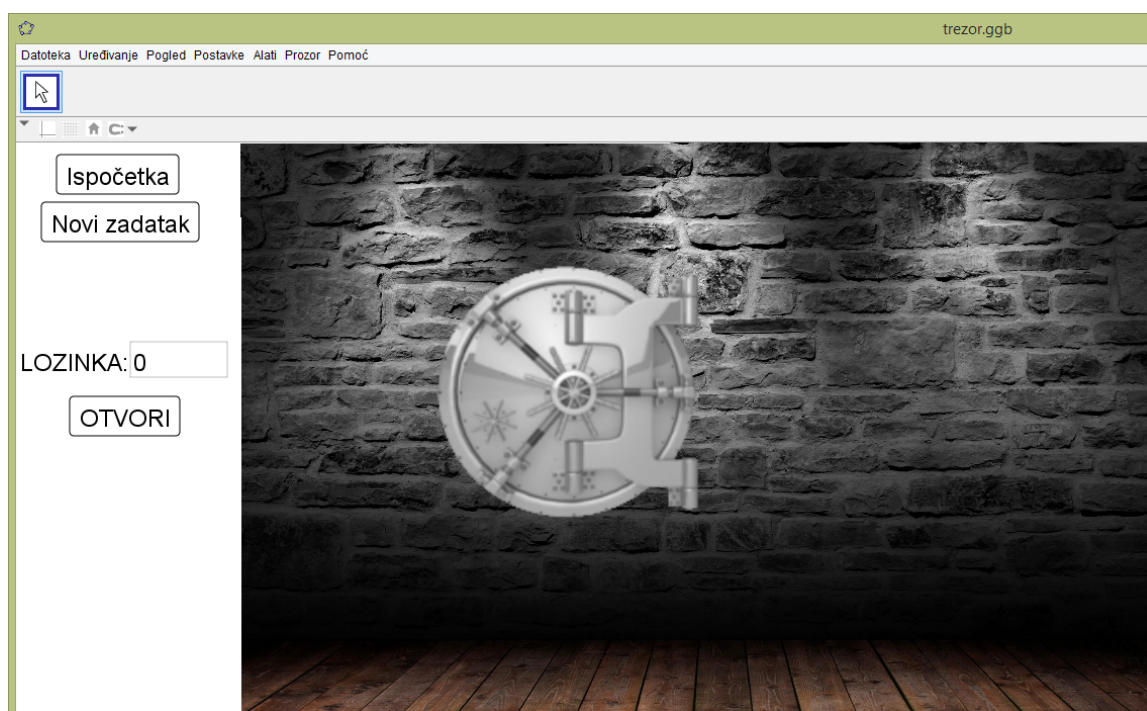 trezor.ggb
Datoteka Uređivanje Pogled Postavke Alati Prozor Pomoć
Ispočetka
Novi zadatak
LOZINKA: 0
OTVORI